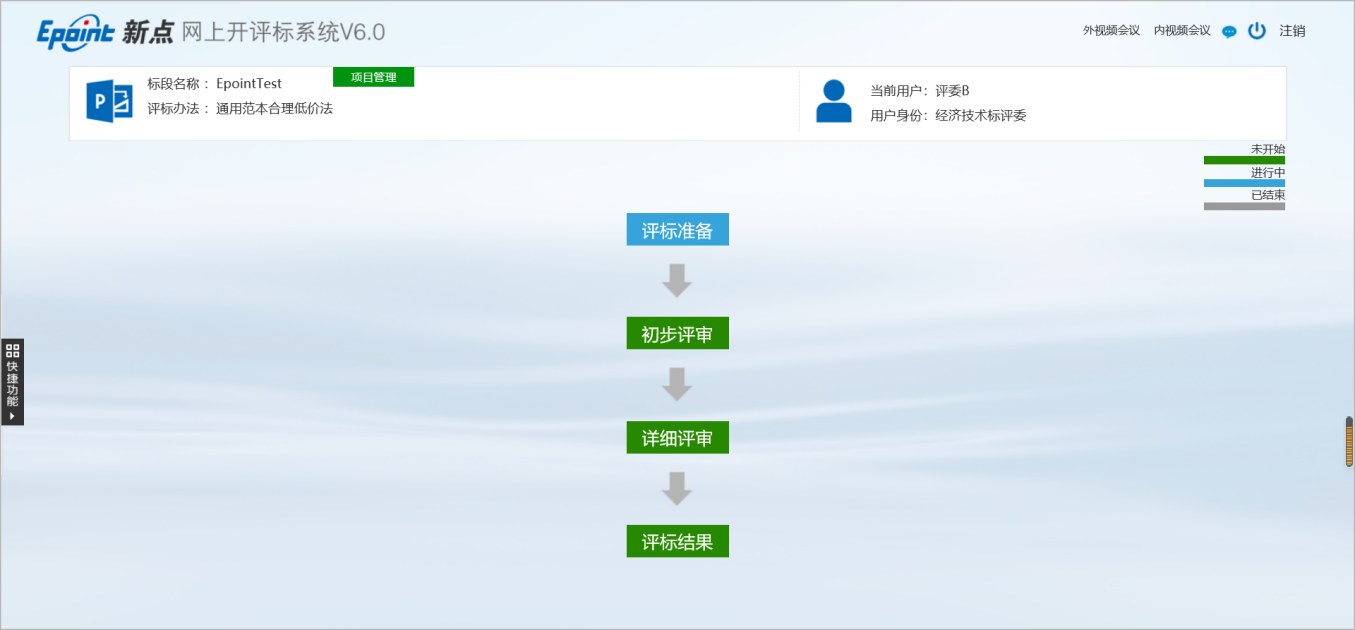 Epoint 新点 网上开评标系统V6.0
外视频会议 内视频会议 注销
标段名称： EpointTest
项目管理
评标办法： 通用范本合理低价法
当前用户：评委B
用户身份：经济技术标评委
未开始
进行中
已结束
评标准备
初步评审
详细评审
评标结果
快捷功能
P